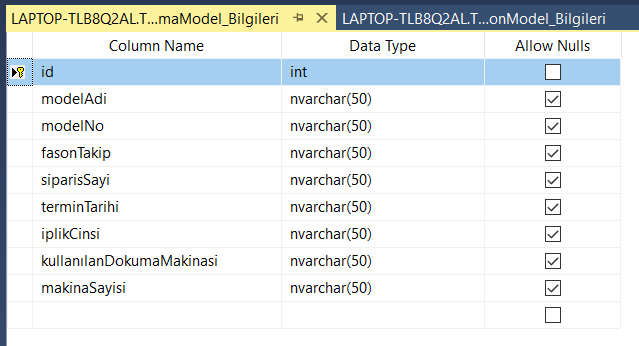 LAPTOP-TLB8Q2AL.T...maModel_Bilgileri LAPTOP-TLB8Q2AL.T...onModel_Bilgileri
Column Name Data Type Allow Nulls
id int
modelAdi nvarchar(50)
modelNo nvarchar(50)
fasonTakip nvarchar(50)
siparisSayi nvarchar(50)
terminTarihi nvarchar(50)
iplikCinsi nvarchar(50)
kullanılanDokumaMakinasi nvarchar(50)
makinaSayisi nvarchar(50)